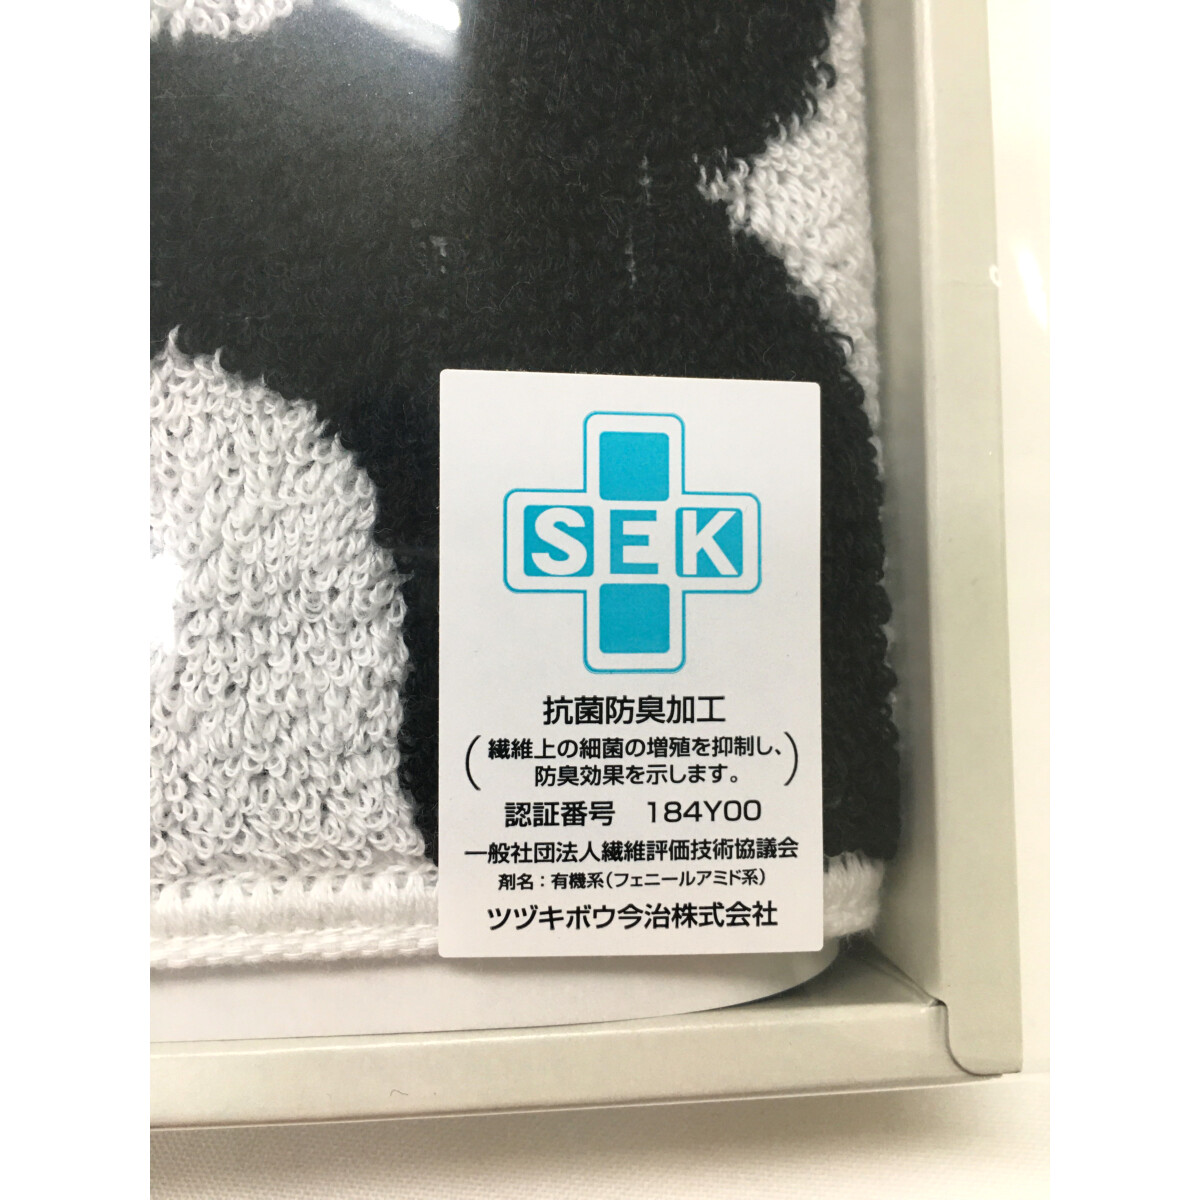 SEK
抗菌防臭加工
(繊維上の細菌の増殖を抑制し、
防臭効果を示します。)
認証番号 184Y00
一般社団法人繊維評価技術協議会
剤名：有機系(フェニールアミド系)
ツヅキボウ今治株式会社